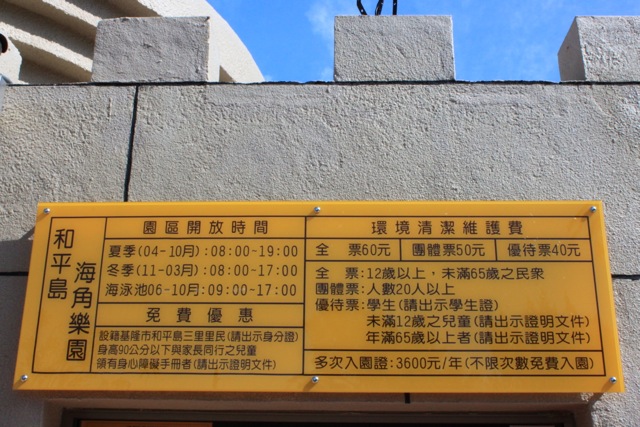 和平島
海角樂園
園區開放時間
夏季(04-10月):08:00-19:00
冬季(11-03月):08:00-17:00
海泳池06-10月:09:00-17:00
免費優惠
設籍基隆市和平島三里里民(請出示身分證)
身高90公分以下與家長同行之兒童
領有身心障礙手冊者(請出示證明文件)
環境清潔維護費
全 票60元 團體票50元 優待票40元
全 票:12歲以上,未滿65歲之民眾
團體票:人數20人以上
優待票:學生(請出示學生證)
未滿12歲之兒童(請出示證明文件)
年滿65歲以上者(請出示證明文件)
多次入園證:3600元/年(不限次數免費入園)